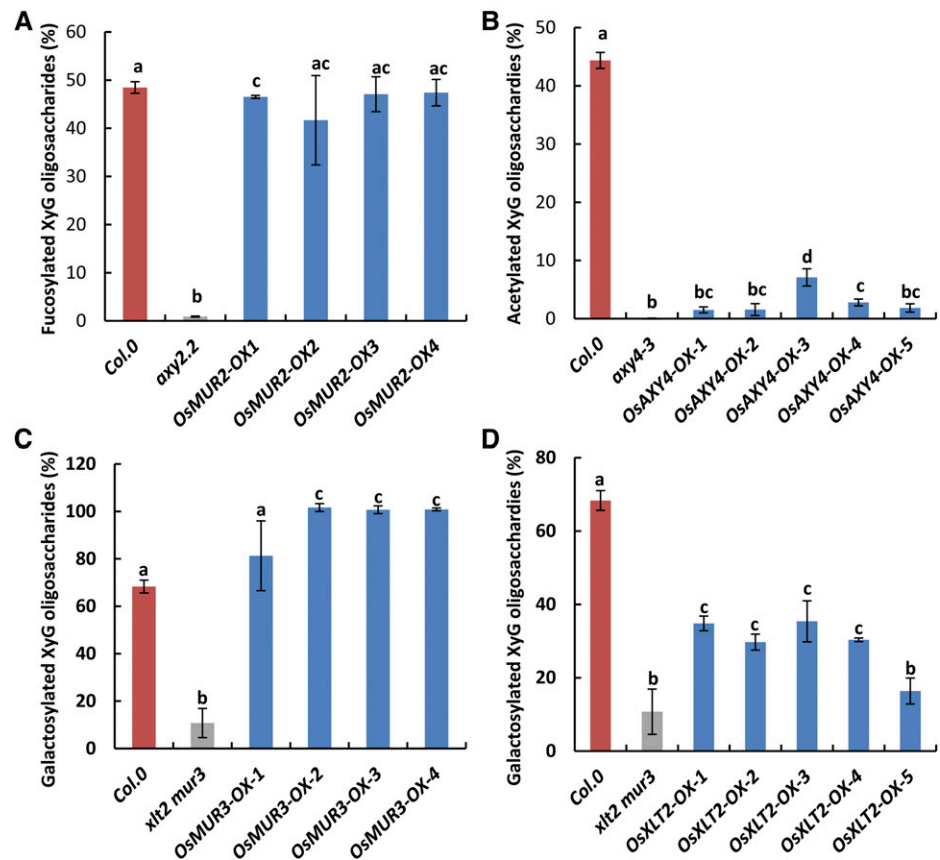 A
Fucosylated XyG oligosaccharides (%)
60
50
40
30
20
10
0
a
b
c
ac
ac
ac
Col.0
axy2.2
OsMUR2-OX1
OsMUR2-OX2
OsMUR2-OX3
OsMUR2-OX4
B
Acetylated XyG oligosacchardies (%)
50
40
30
20
10
0
a
b
bc
bc
d
c
bc
Col.0
axy4-3
OsAXY4-OX-1
OsAXY4-OX-2
OsAXY4-OX-3
OsAXY4-OX-4
OsAXY4-OX-5
C
Galactosylated XyG oligosaccharides (%)
120
100
80
60
40
20
0
a
b
a
c
c
c
Col.0
xlt2 mur3
OsMUR3-OX-1
OsMUR3-OX-2
OsMUR3-OX-3
OsMUR3-OX-4
D
Galactosylated XyG oligosacchardies (%)
80
60
40
20
0
a
b
c
c
c
c
b
Col.0
xlt2 mur3
OsXLT2-OX-1
OsXLT2-OX-2
OsXLT2-OX-3
OsXLT2-OX-4
OsXLT2-OX-5